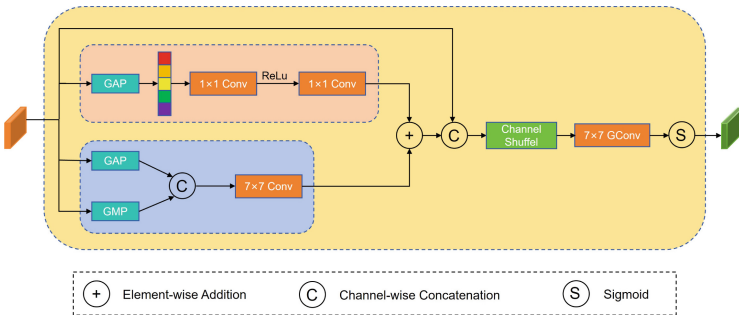 GAP
1×1 Conv
ReLu
1×1 Conv
GAP
GMP
C
7×7 Conv
+
C
Channel
Shuffel
7×7 GConv
S
+ Element-wise Addition
C Channel-wise Concatenation
S Sigmoid